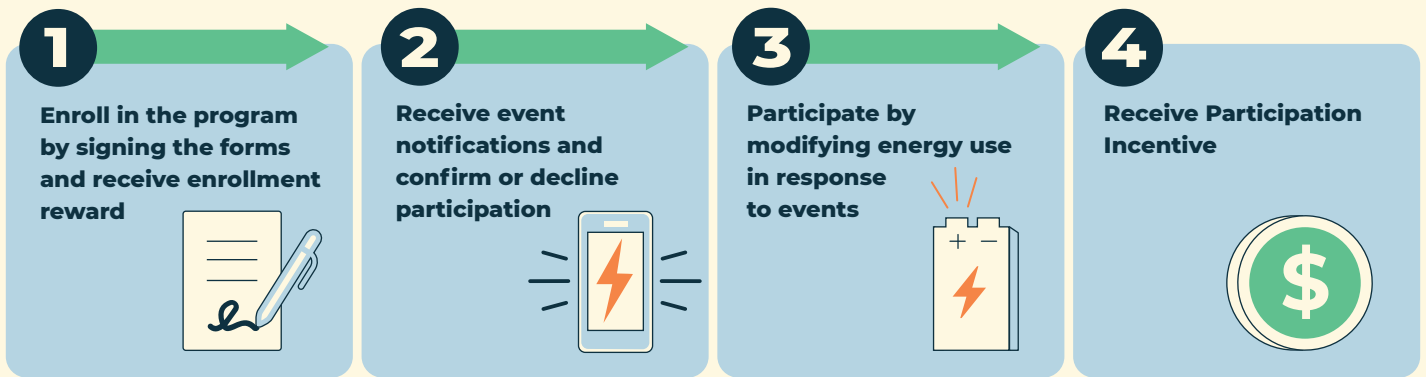 1
Enroll in the program
by signing the forms
and receive enrollment
reward
2
Receive event
notifications and
confirm or decline
participation
3
Participate by
modifying energy use
in response
to events
+ −
4
Receive Participation
Incentive
$